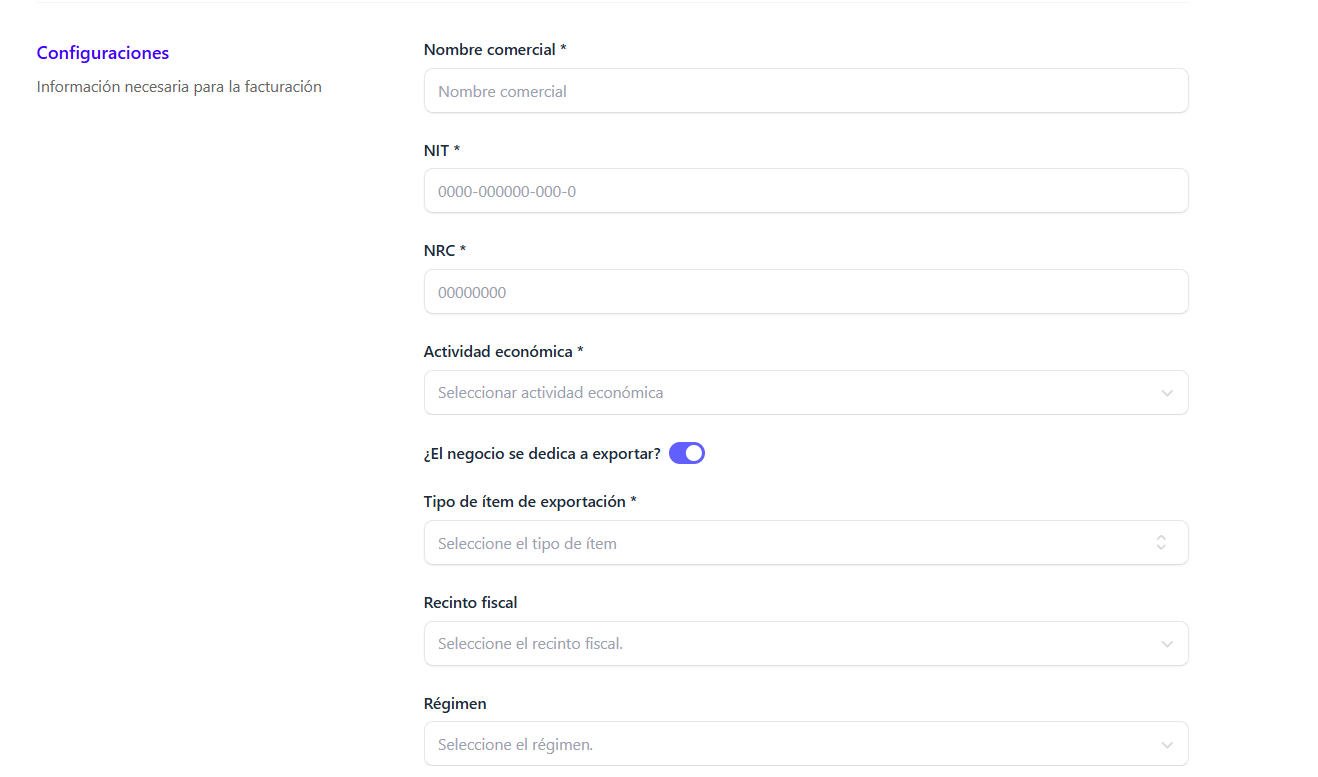 Configuraciones
Información necesaria para la facturación
Nombre comercial *
Nombre comercial
NIT *
0000-000000-000-0
NRC *
00000000
Actividad económica *
Seleccionar actividad económica
¿El negocio se dedica a exportar?
Tipo de ítem de exportación *
Seleccione el tipo de ítem
Recinto fiscal
Seleccione el recinto fiscal.
Régimen
Seleccione el régimen.